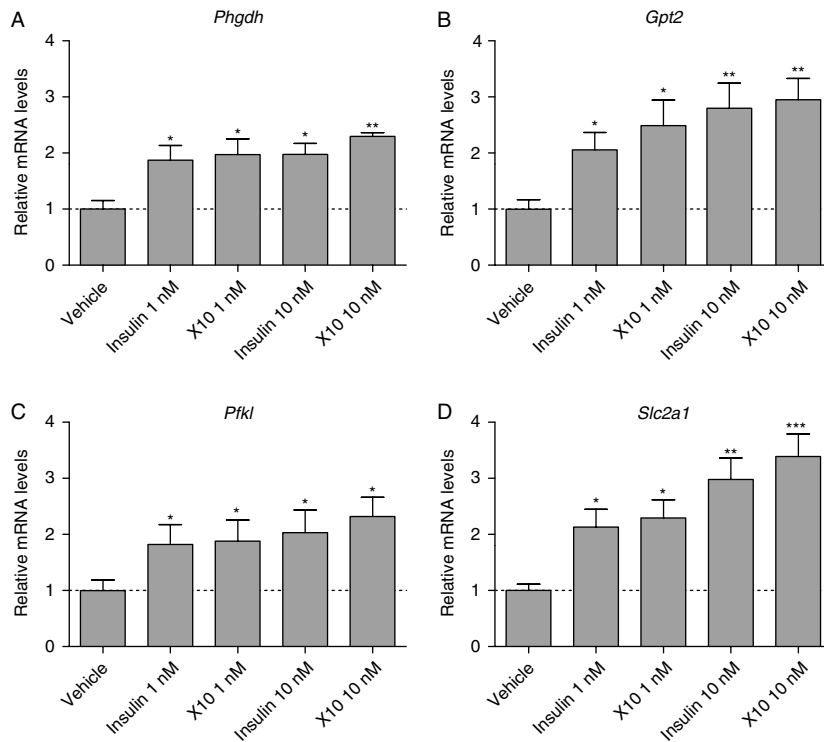 A
Phgdh
Relative mRNA levels
4
3
2
1
0
*
*
*
**
Vehicle
Insulin 1 nM
X10 1 nM
Insulin 10 nM
X10 10 nM
B
Gpt2
Relative mRNA levels
4
3
2
1
0
*
*
**
**
Vehicle
Insulin 1 nM
X10 1 nM
Insulin 10 nM
X10 10 nM
C
Pfkl
Relative mRNA levels
4
3
2
1
0
*
*
*
*
Vehicle
Insulin 1 nM
X10 1 nM
Insulin 10 nM
X10 10 nM
D
Slc2a1
Relative mRNA levels
4
3
2
1
0
*
*
**
***
Vehicle
Insulin 1 nM
X10 1 nM
Insulin 10 nM
X10 10 nM